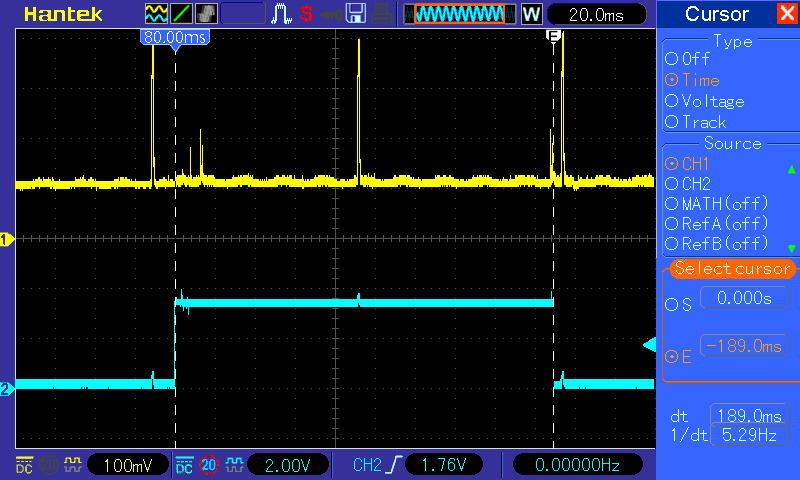 Hantek S W 20.0ms
80.00ms
E
1
2
Cursor
Type
Off
Time
Voltage
Track
Source
CH1
CH2
MATH(off)
RefA(off)
RefB(off)
Select cursor
S 0.000s
E -189.0ms
dt 189.0ms
1/dt 5.29Hz
DC 20 100mV DC 20 2.00V CH2 1.76V 0.00000Hz